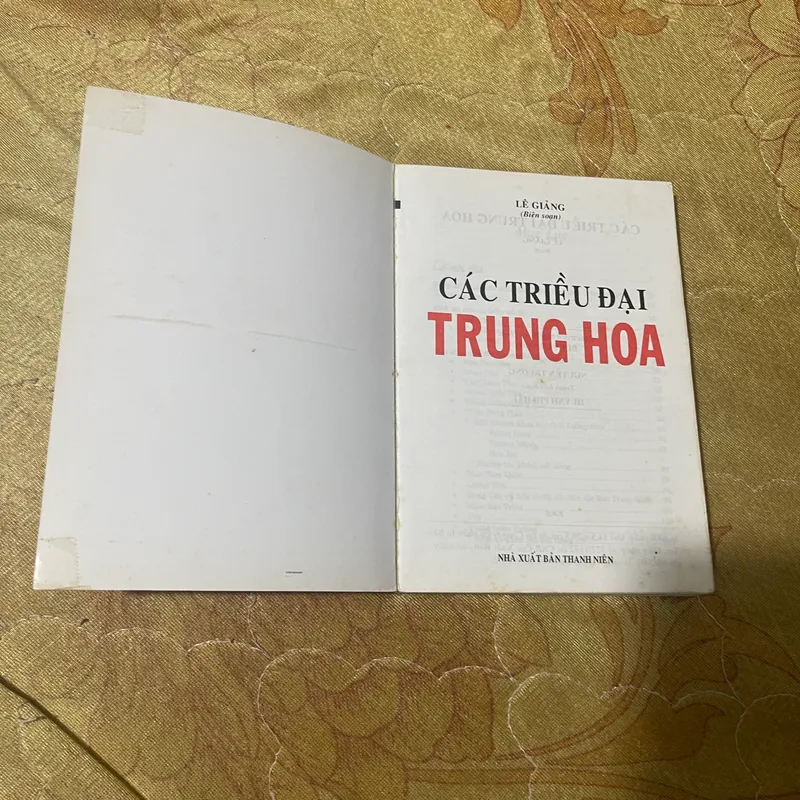 LÊ GIẢNG
(Biên soạn)
CÁC TRIỀU ĐẠI
TRUNG HOA
NHÀ XUẤT BẢN THANH NIÊN